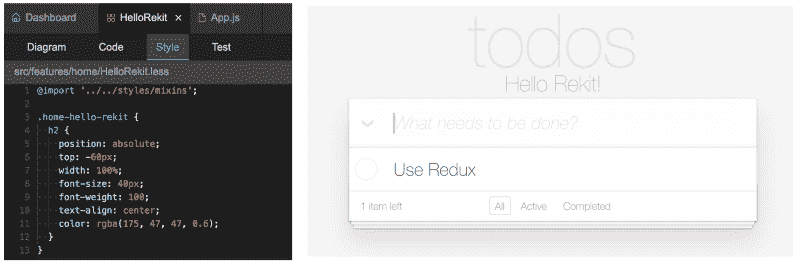 Dashboard HelloRekit × App.js
Diagram Code Style Test
src/features/home/HelloRekit.less
1 @import '../../styles/mixins';
2
3 .home-hello-rekit {
4 h2 {
5 position: absolute;
6 top: -60px;
7 width: 100%;
8 font-size: 40px;
9 font-weight: 100;
10 text-align: center;
11 color: rgba(175, 47, 47, 0.6);
12 }
13 }
todos
Hello Rekit!
What needs to be done?
Use Redux
1 item left All Active Completed